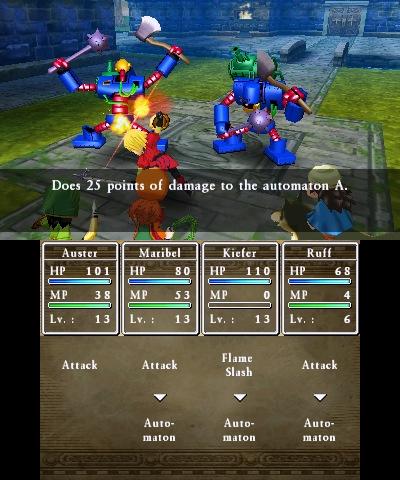 Does 25 points of damage to the automaton A.
Auster
HP 101
MP 38
Lv. : 13
Maribel
HP 80
MP 53
Lv. : 13
Kiefer
HP 110
MP 0
Lv. : 13
Ruff
HP 68
MP 4
Lv. : 6
Attack
Attack
Auto-
maton
Flame
Slash
Auto-
maton
Attack
Auto-
maton